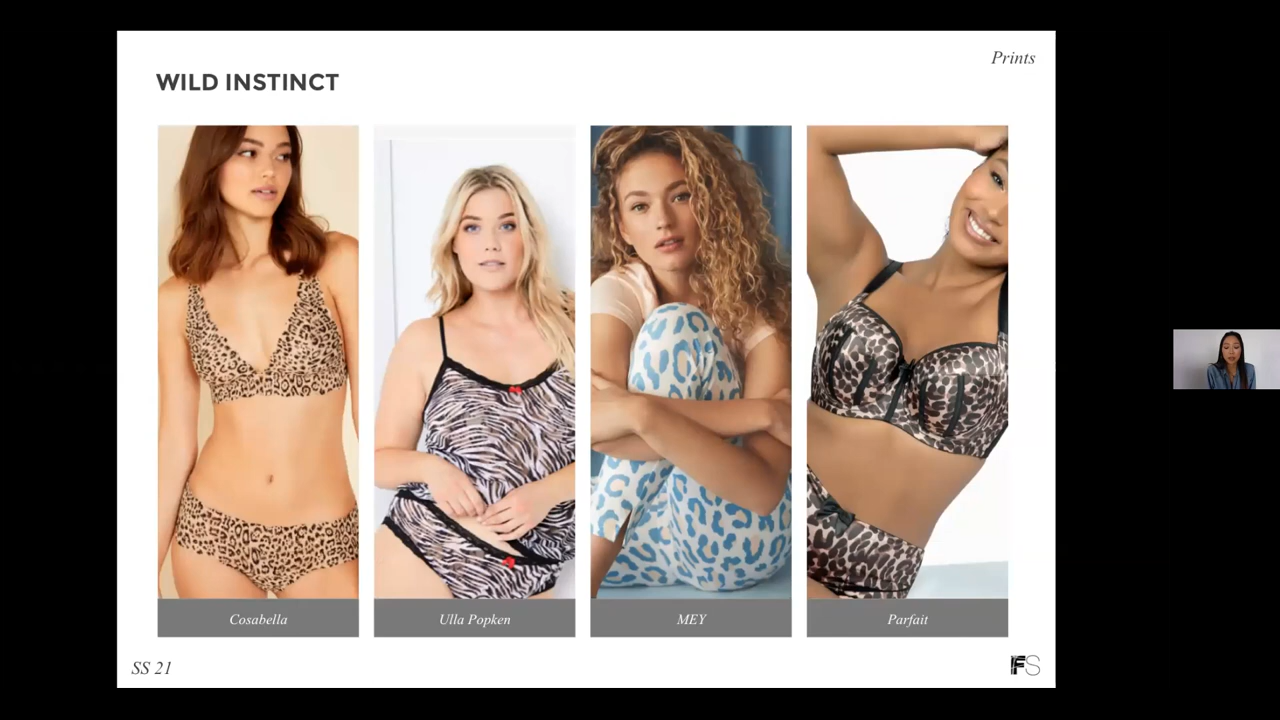 Prints
WILD INSTINCT
Cosabella
Ulla Popken
MEY
Parfait
SS 21
FS